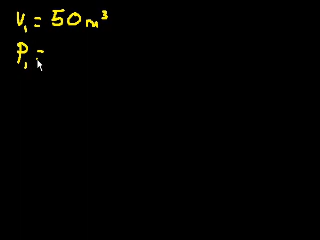 V₁ = 50 m³
P₁ =